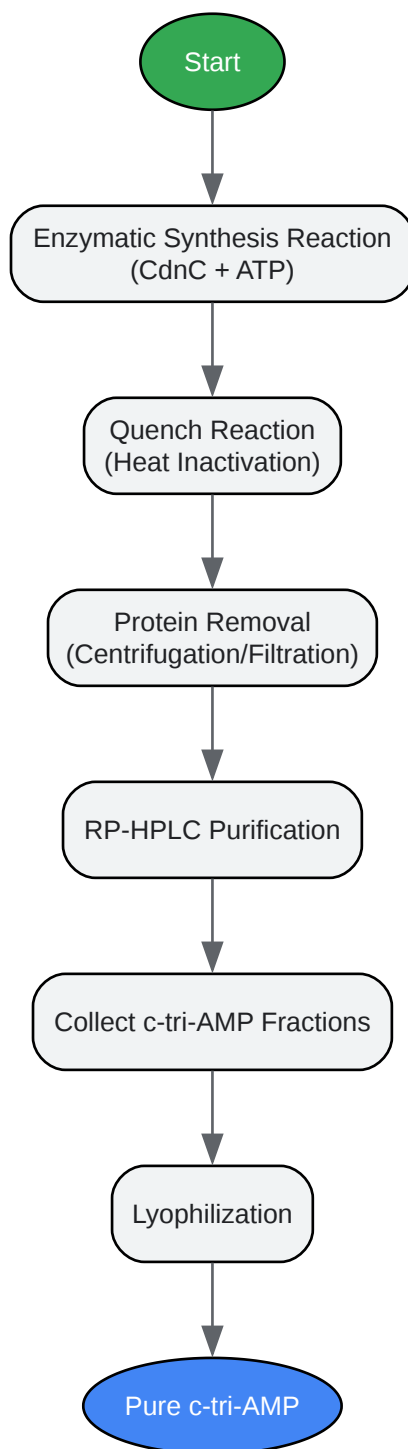 Start
Enzymatic Synthesis Reaction
(CdnC + ATP)
Quench Reaction
(Heat Inactivation)
Protein Removal
(Centrifugation/Filtration)
RP-HPLC Purification
Collect c-tri-AMP Fractions
Lyophilization
Pure c-tri-AMP